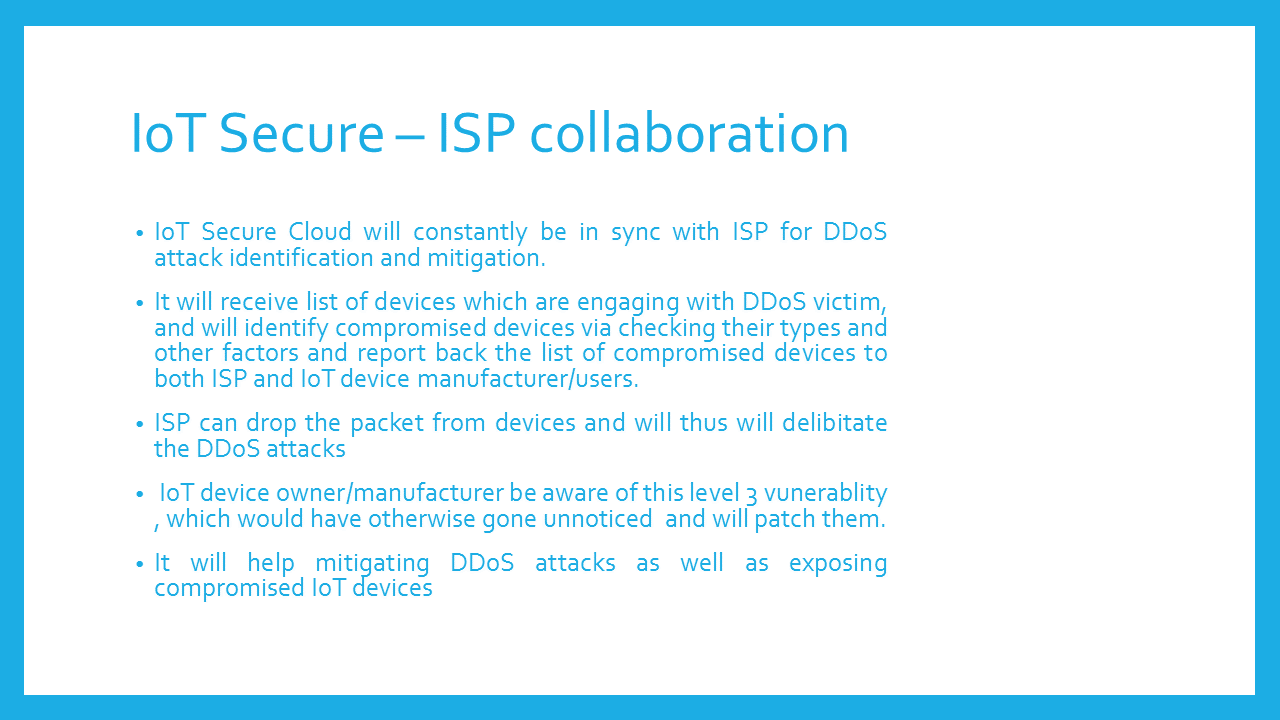 IoT Secure – ISP collaboration
• IoT Secure Cloud will constantly be in sync with ISP for DDoS
attack identification and mitigation.
• It will receive list of devices which are engaging with DDoS victim,
and will identify compromised devices via checking their types and
other factors and report back the list of compromised devices to
both ISP and IoT device manufacturer/users.
• ISP can drop the packet from devices and will thus will delibitate
the DDoS attacks
• IoT device owner/manufacturer be aware of this level 3 vunerablity
, which would have otherwise gone unnoticed and will patch them.
• It will help mitigating DDoS attacks as well as exposing
compromised IoT devices